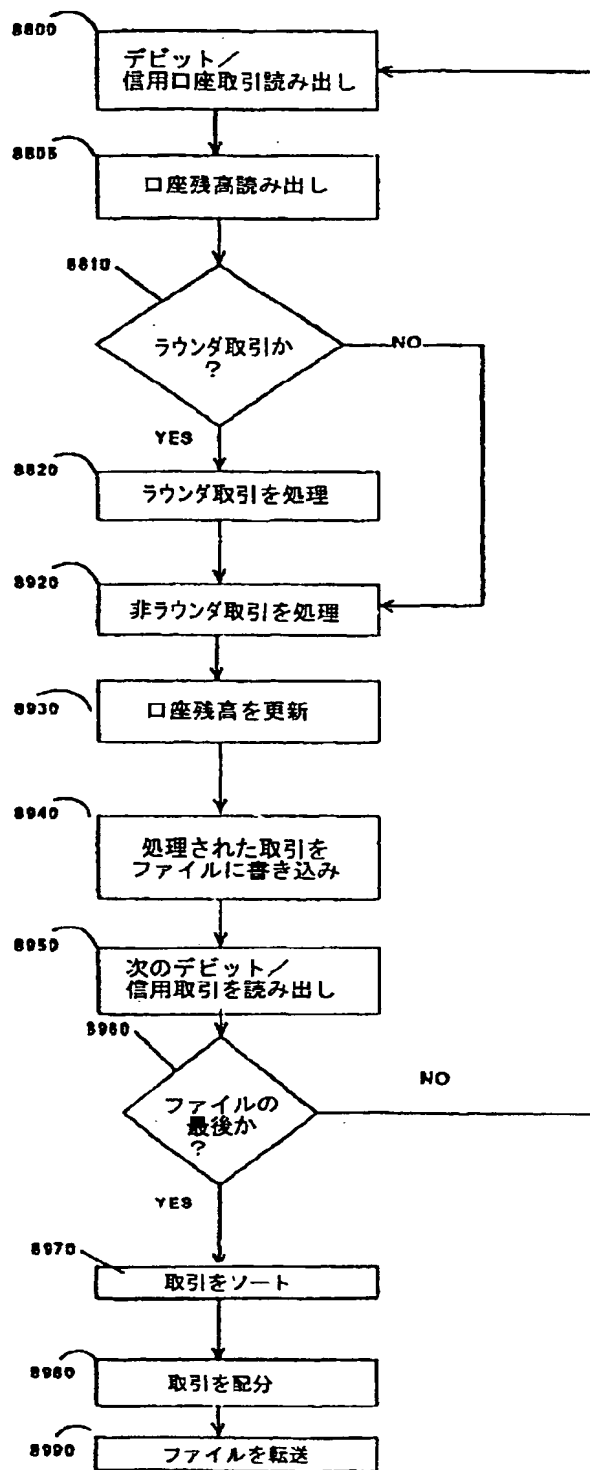 8800
デビット／
信用口座取引読み出し
8805
口座残高読み出し
8810
ラウンダ取引か
？
NO
YES
8820
ラウンダ取引を処理
8920
非ラウンダ取引を処理
8930
口座残高を更新
8940
処理された取引を
ファイルに書き込み
8950
次のデビット／
信用取引を読み出し
8960
ファイルの
最後か
？
NO
YES
8970
取引をソート
8980
取引を配分
8990
ファイルを転送